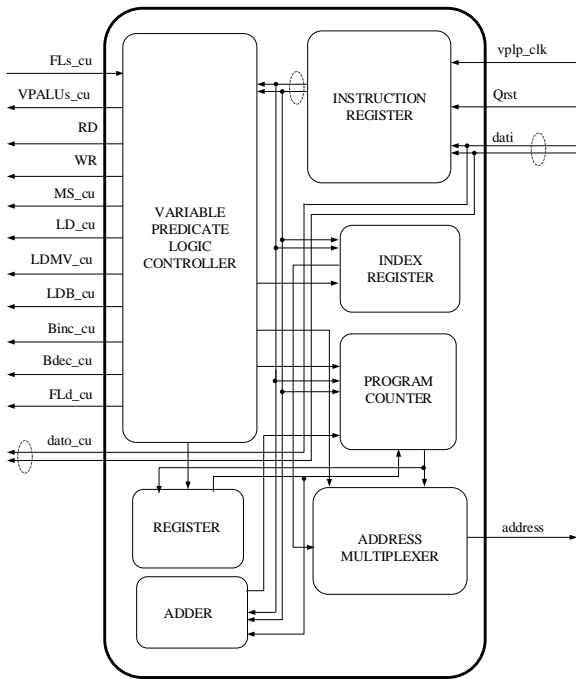 FLs_cu
VPALUs_cu
RD
WR
MS_cu
LD_cu
LDMV_cu
LDB_cu
Binc_cu
Bdec_cu
FLd_cu
dato_cu
VARIABLE
PREDICATE
LOGIC
CONTROLLER
INSTRUCTION
REGISTER
vplp_clk
Qrst
dati
INDEX
REGISTER
PROGRAM
COUNTER
REGISTER
ADDRESS
MULTIPLEXER
address
ADDER